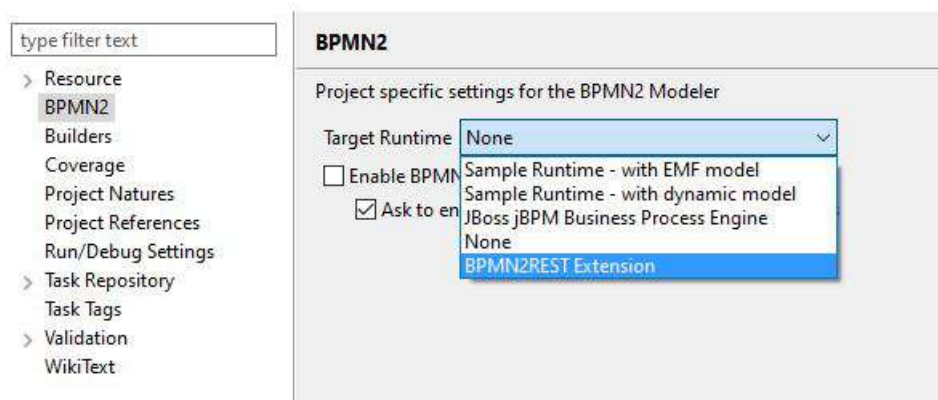 type filter text
Resource
BPMN2
Builders
Coverage
Project Natures
Project References
Run/Debug Settings
Task Repository
Task Tags
Validation
WikiText
BPMN2
Project specific settings for the BPMN2 Modeler
Target Runtime None
Enable BPMN
Ask to en
Sample Runtime - with EMF model
Sample Runtime - with dynamic model
JBoss jBPM Business Process Engine
None
BPMN2REST Extension